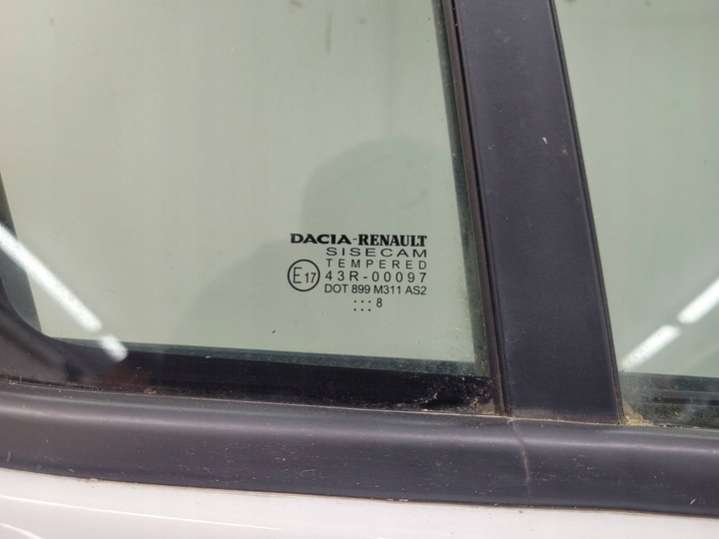 DACIA-RENAULT
SISECAM
TEMPERED
E17 43R-00097
DOT 899 M311 AS2
8